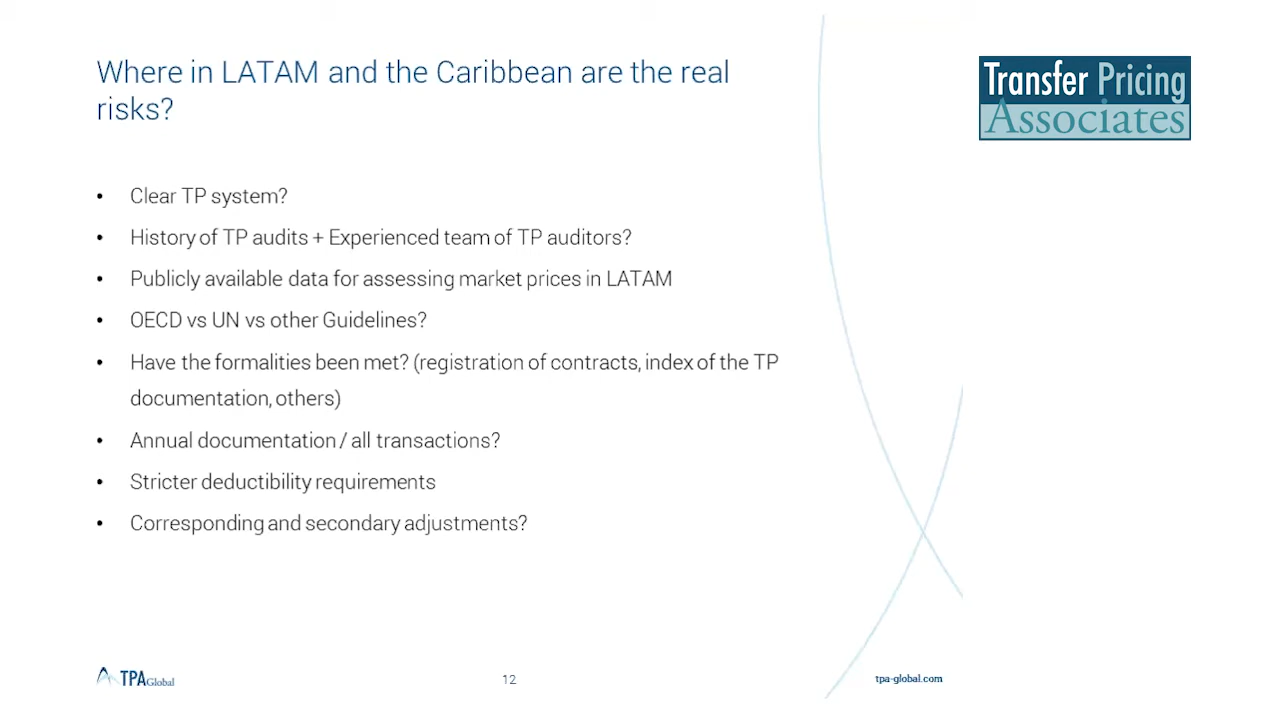 Where in LATAM and the Caribbean are the real
risks?
Transfer Pricing
Associates
• Clear TP system?
• History of TP audits + Experienced team of TP auditors?
• Publicly available data for assessing market prices in LATAM
• OECD vs UN vs other Guidelines?
• Have the formalities been met? (registration of contracts, index of the TP
documentation, others)
• Annual documentation / all transactions?
• Stricter deductibility requirements
• Corresponding and secondary adjustments?
TPA Global
12
tpa-global.com